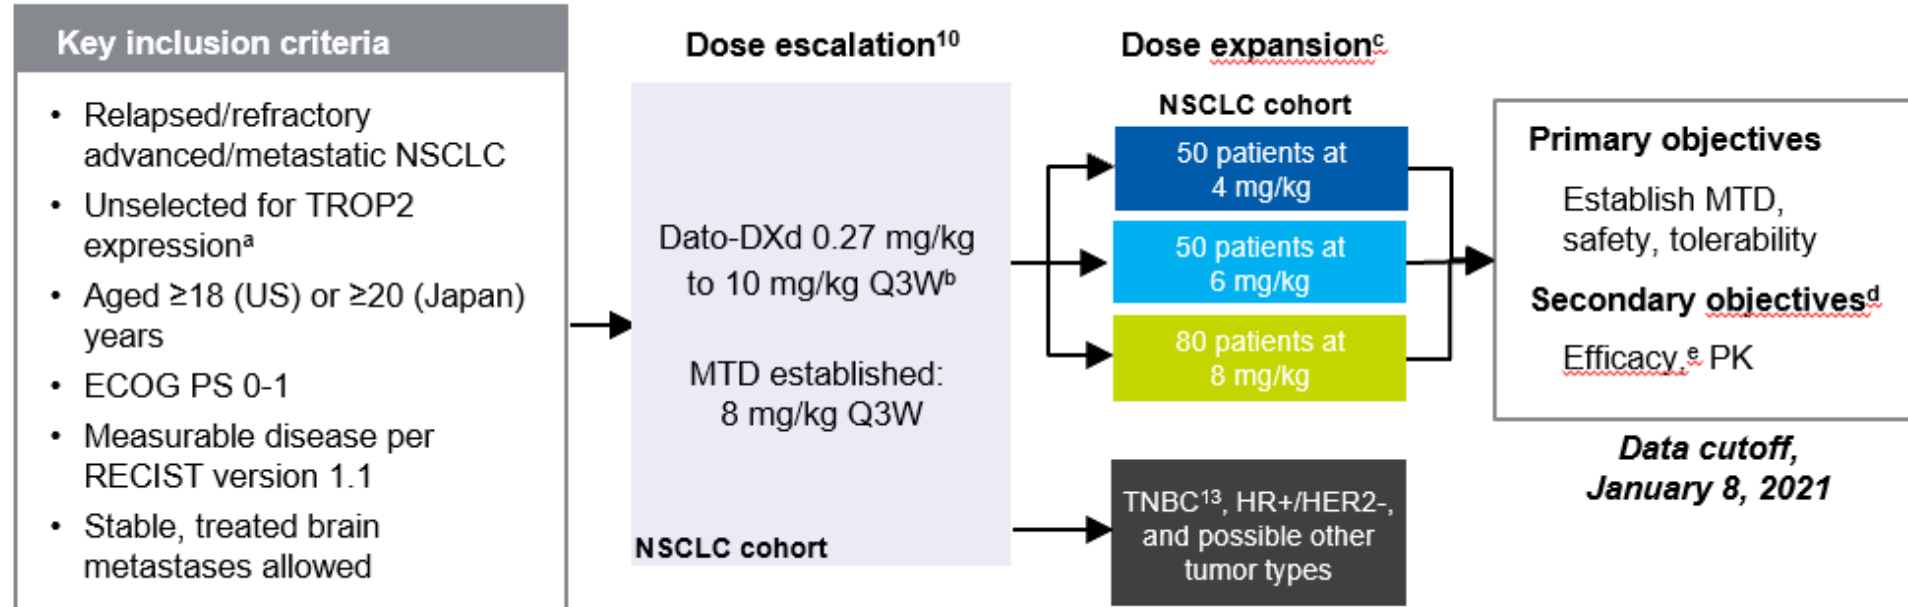 Key inclusion criteria
• Relapsed/refractory
advanced/metastatic NSCLC
• Unselected for TROP2
expressionᵃ
• Aged ≥18 (US) or ≥20 (Japan)
years
• ECOG PS 0-1
• Measurable disease per
RECIST version 1.1
• Stable, treated brain
metastases allowed
Dose escalation¹⁰
Dato-DXd 0.27 mg/kg
to 10 mg/kg Q3Wᵇ
MTD established:
8 mg/kg Q3W
NSCLC cohort
Dose expansionᶜ
NSCLC cohort
50 patients at
4 mg/kg
50 patients at
6 mg/kg
80 patients at
8 mg/kg
TNBC¹³, HR+/HER2-,
and possible other
tumor types
Primary objectives
Establish MTD,
safety, tolerability
Secondary objectivesᵈ
Efficacy,ᵉ PK
Data cutoff,
January 8, 2021